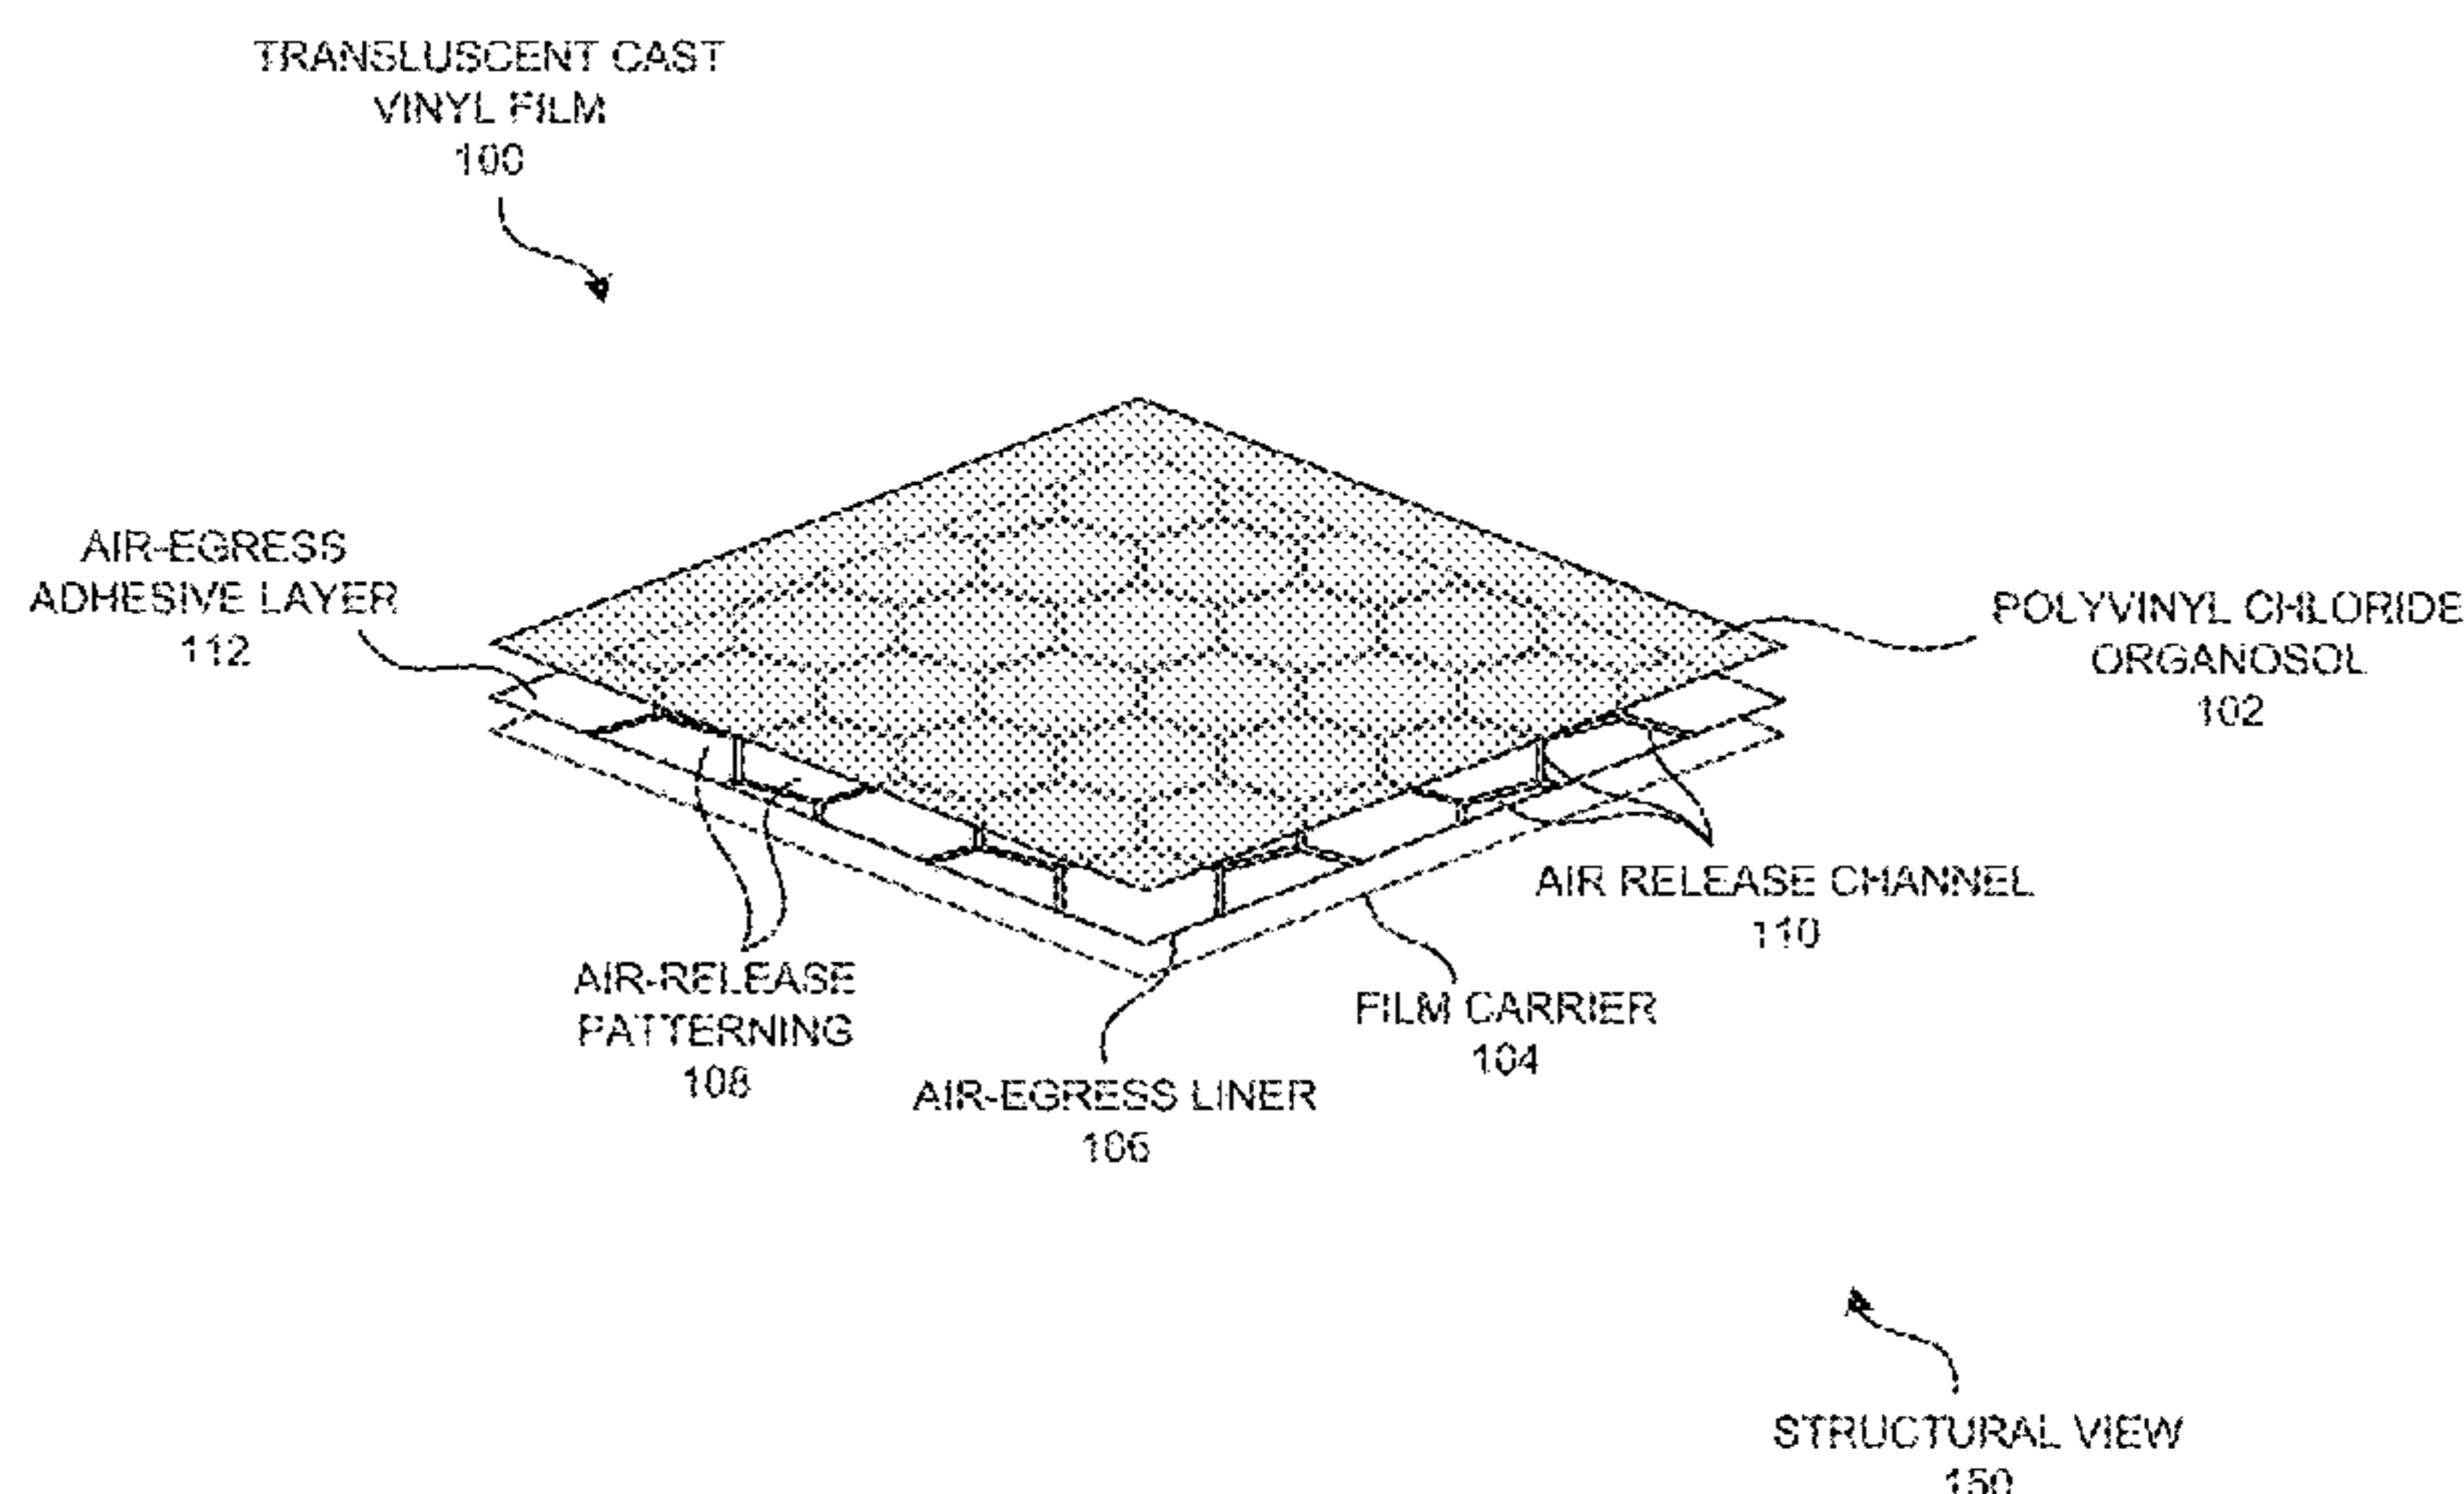 TRANSLUSCENT CAST
VINYL FILM
100
AIR-EGRESS
ADHESIVE LAYER
112
POLYVINYL CHLORIDE
ORGANOSOL
102
AIR RELEASE CHANNEL
110
AIR-RELEASE
PATTERNING
108
FILM CARRIER
104
AIR-EGRESS LINER
106
STRUCTURAL VIEW
150